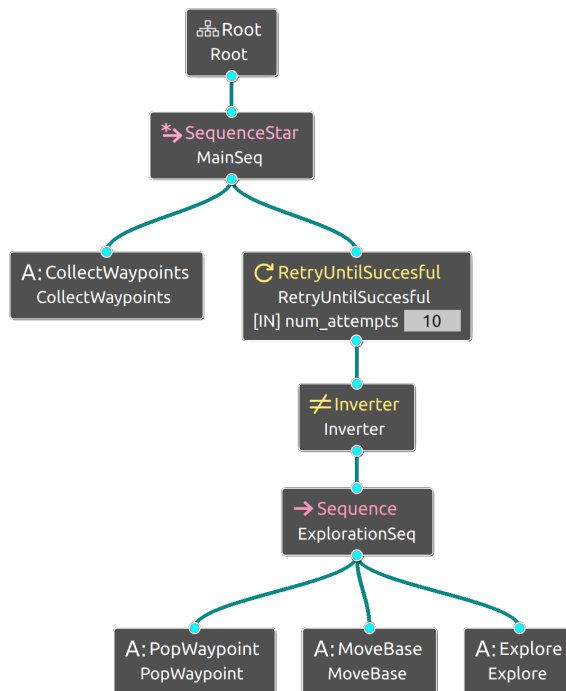 Root
Root
SequenceStar
MainSeq
A: CollectWaypoints
CollectWaypoints
RetryUntilSuccesful
RetryUntilSuccesful
[IN] num_attempts 10
Inverter
Inverter
Sequence
ExplorationSeq
A: PopWaypoint
PopWaypoint
A: MoveBase
MoveBase
A: Explore
Explore